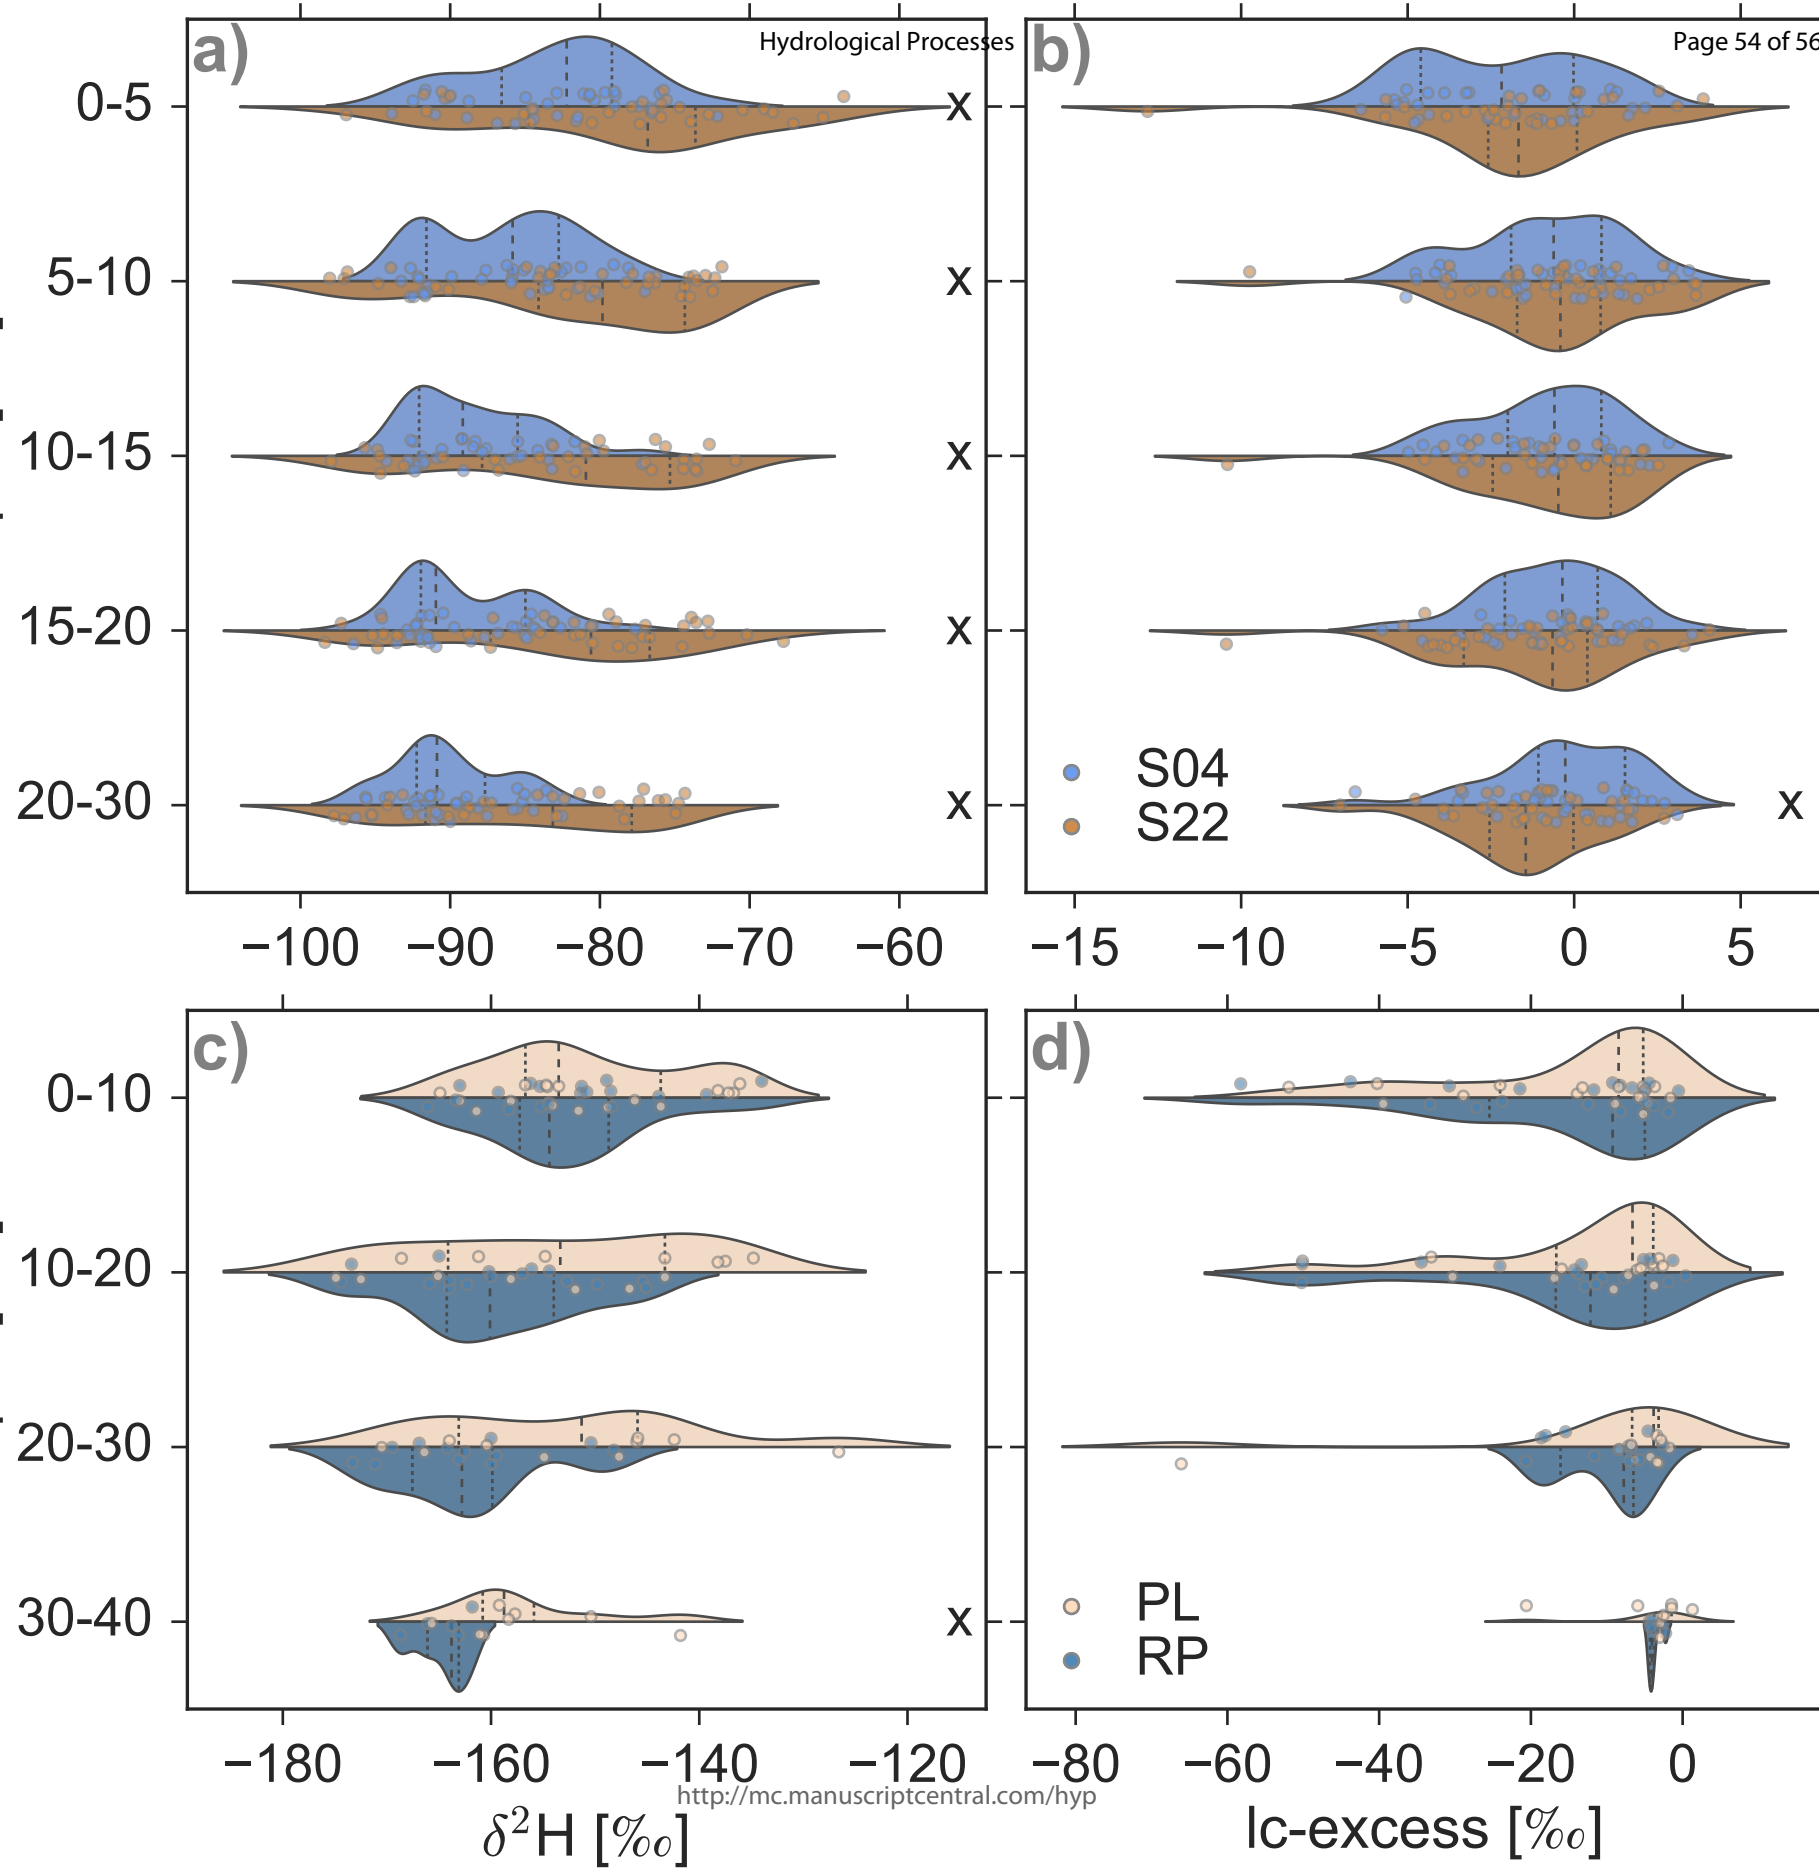 Hydrological Processes
Page 54 of 56
a)
b)
0-5
X
5-10
X
10-15
X
15-20
X
20-30
X
X
S04
S22
−100 −90 −80 −70 −60
−15 −10 −5 0 5
c)
d)
0-10
10-20
20-30
30-40
X
PL
RP
−180 −160 −140 −120
−80 −60 −40 −20 0
http://mc.manuscriptcentral.com/hyp
δ²H [‰]
lc-excess [‰]